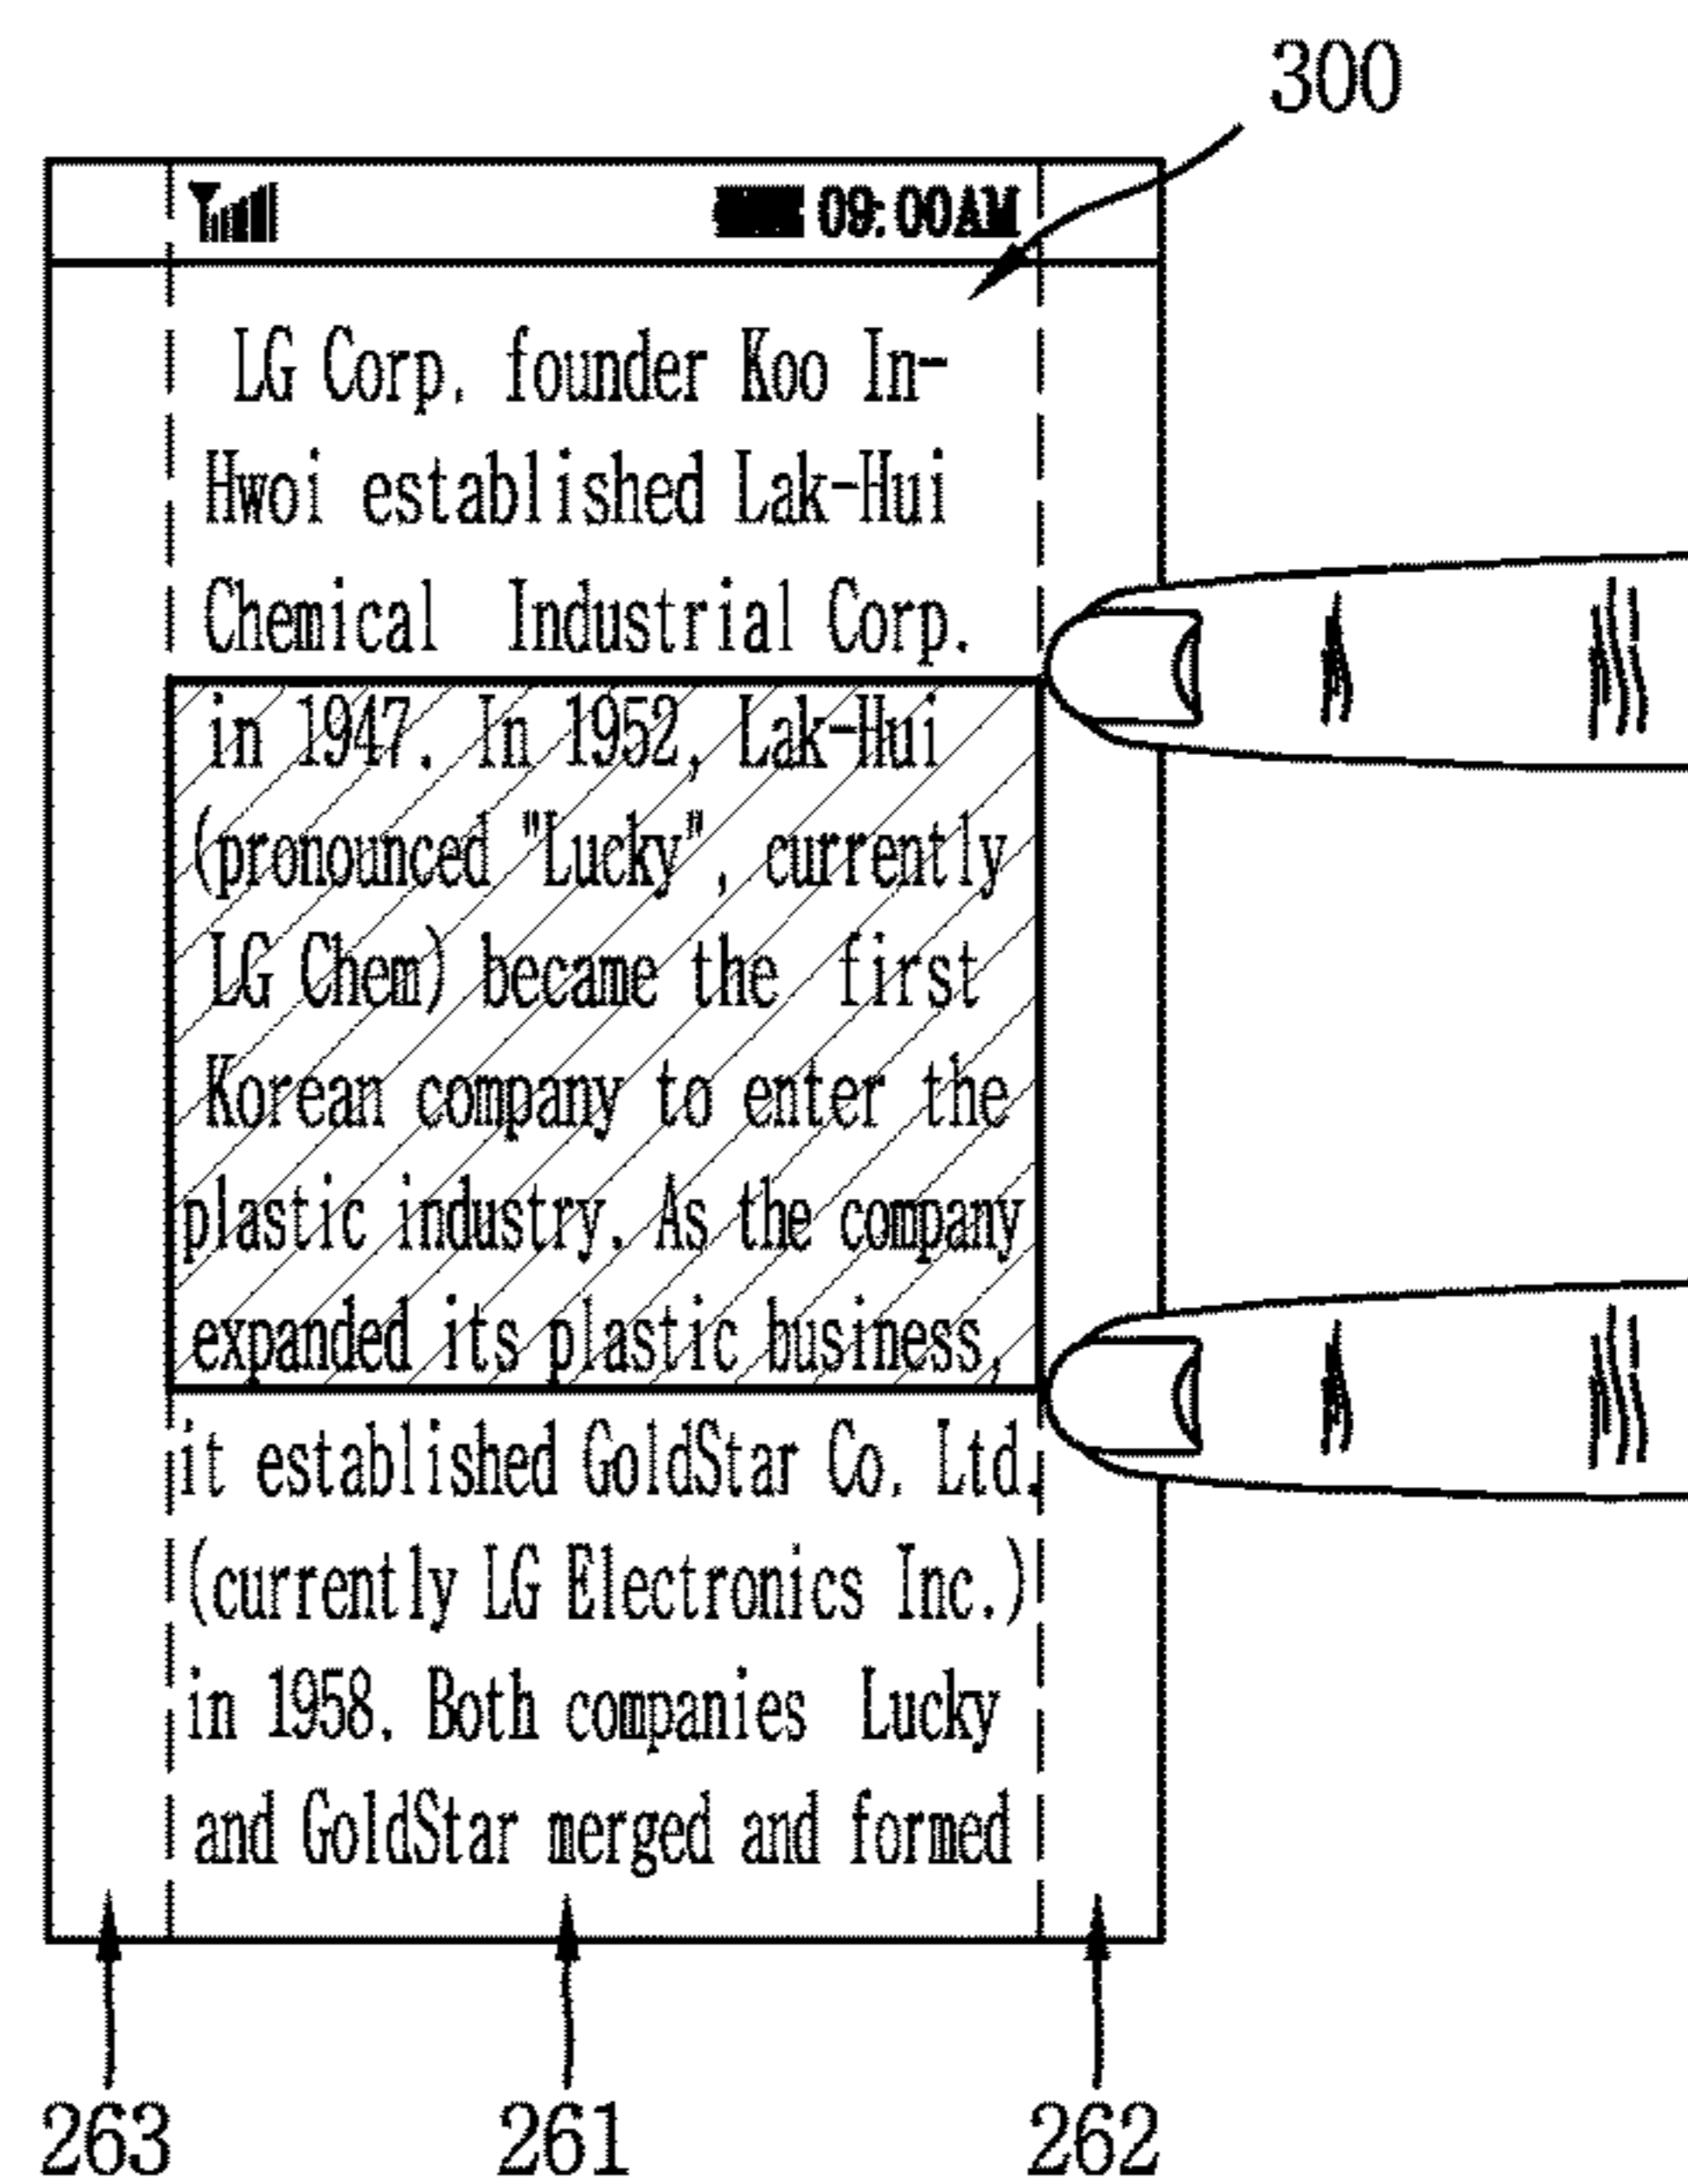 300
09:00AM
LG Corp. founder Koo In-
Hwoi established Lak-Hui
Chemical Industrial Corp.
in 1947. In 1952, Lak-Hui
(pronounced "Lucky", currently
LG Chem) became the first
Korean company to enter the
plastic industry. As the company
expanded its plastic business,
it established GoldStar Co. Ltd.
(currently LG Electronics Inc.)
in 1958. Both companies Lucky
and GoldStar merged and formed
263 261 262